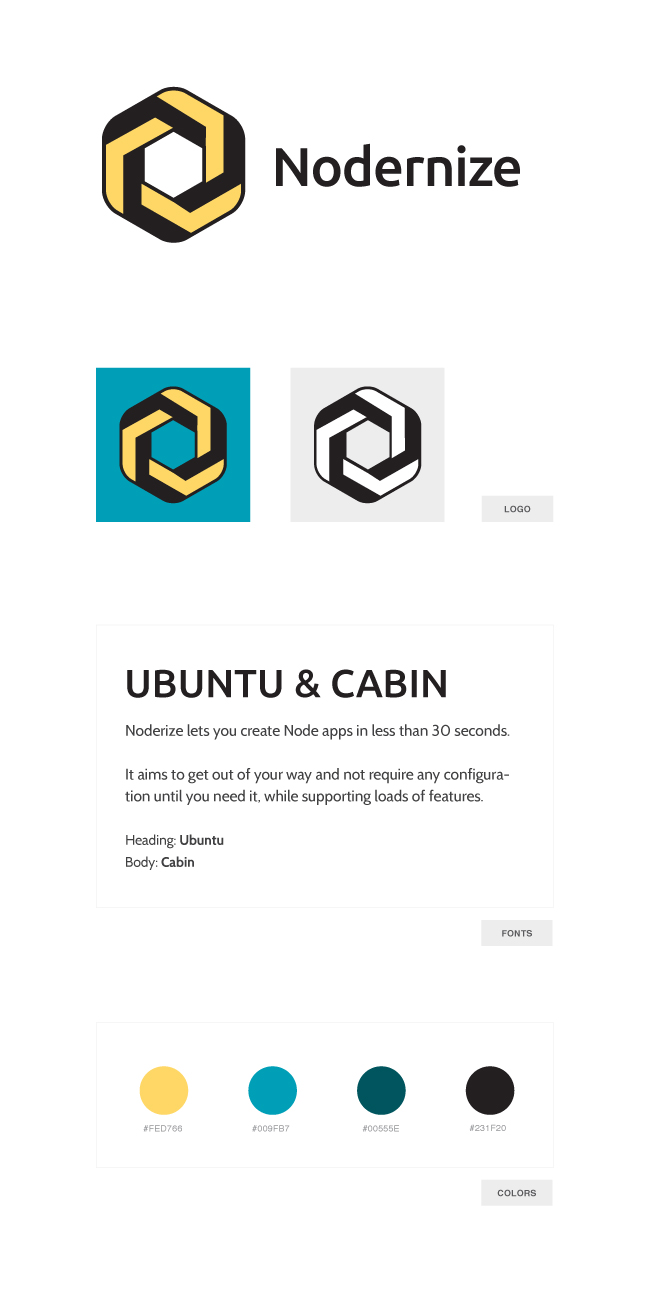 Nodernize
LOGO
UBUNTU & CABIN
Noderize lets you create Node apps in less than 30 seconds.
It aims to get out of your way and not require any configura-
tion until you need it, while supporting loads of features.
Heading: Ubuntu
Body: Cabin
FONTS
#FED766
#009FB7
#00555E
#231F20
COLORS